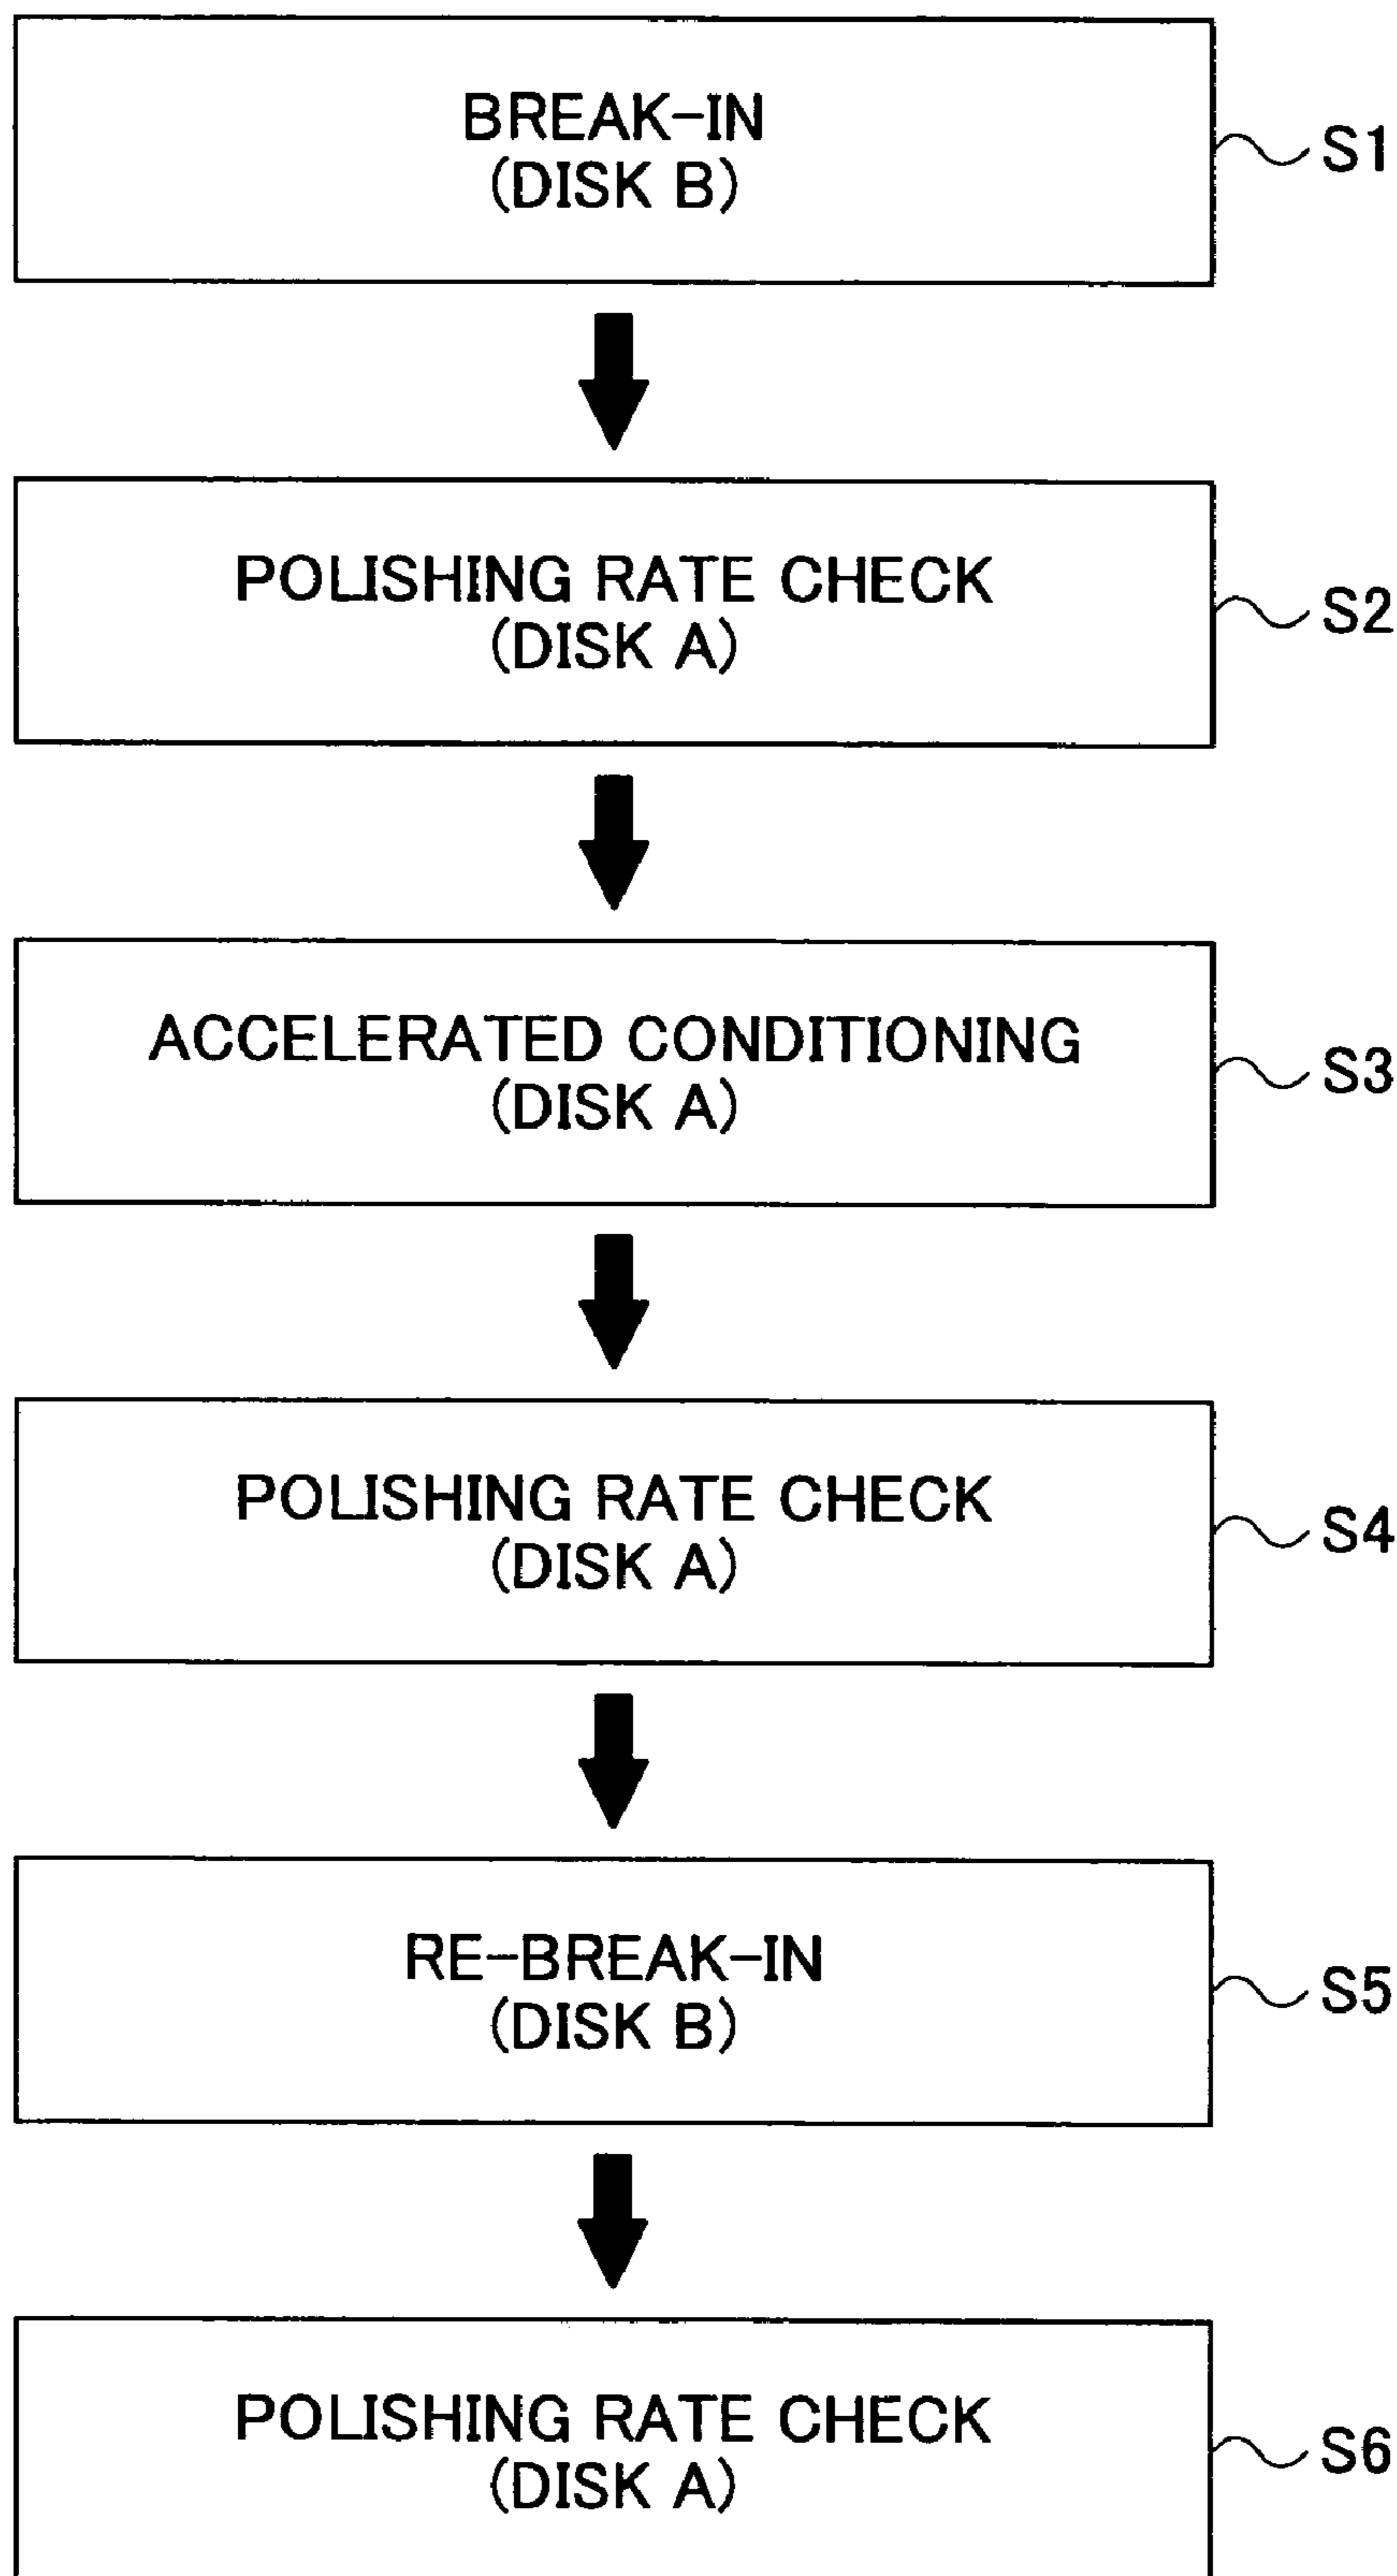 BREAK-IN
(DISK B)
S1
POLISHING RATE CHECK
(DISK A)
S2
ACCELERATED CONDITIONING
(DISK A)
S3
POLISHING RATE CHECK
(DISK A)
S4
RE-BREAK-IN
(DISK B)
S5
POLISHING RATE CHECK
(DISK A)
S6